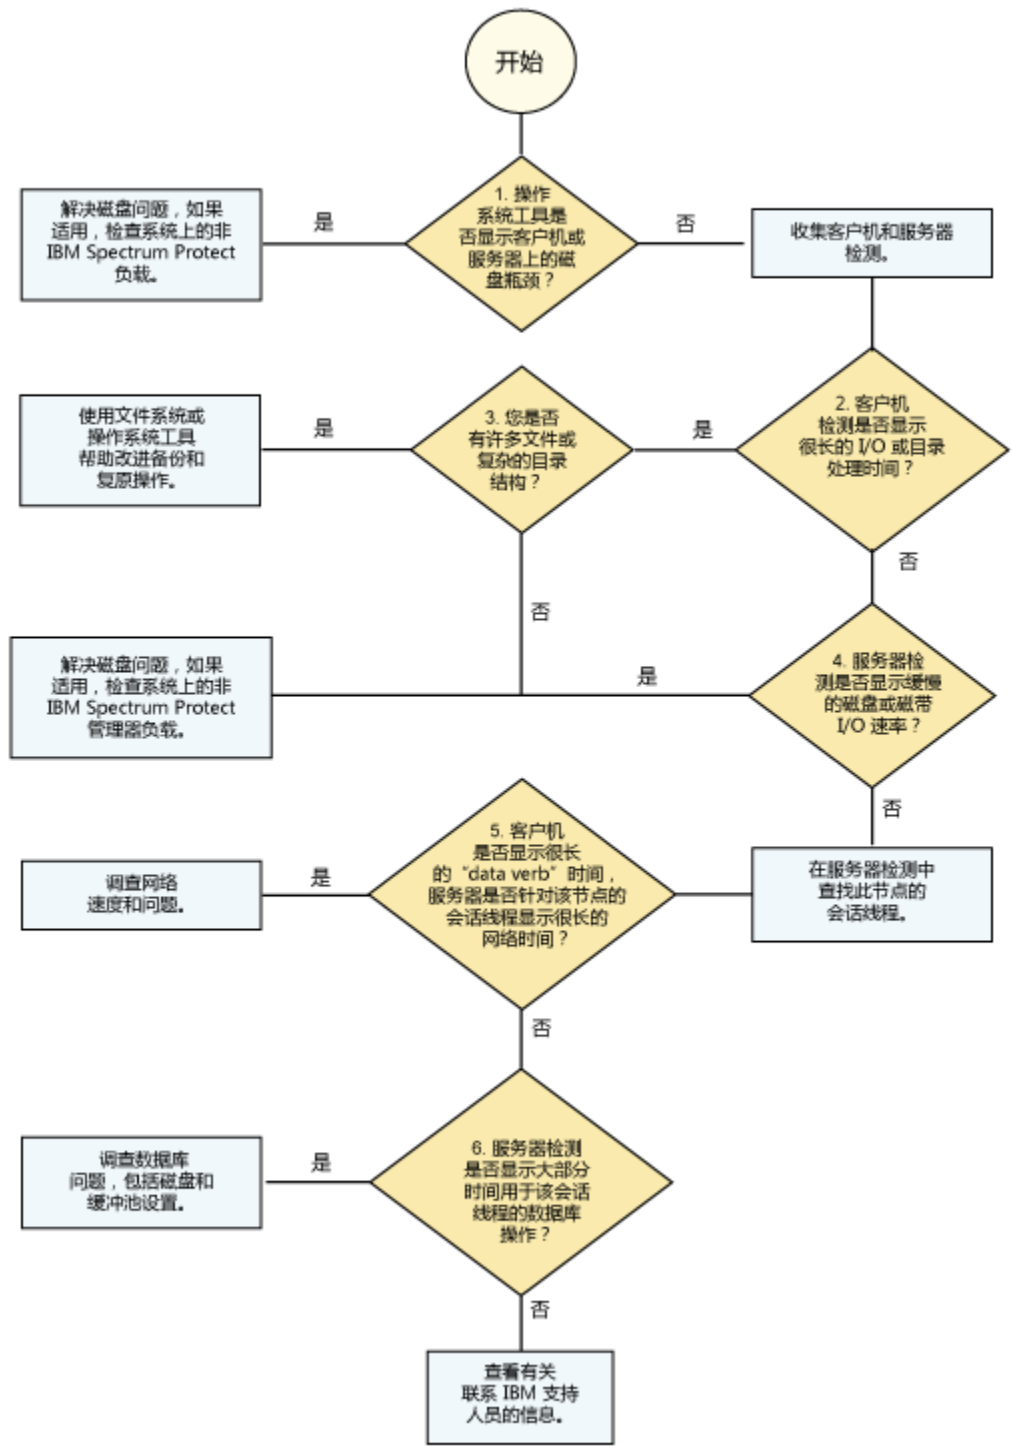 开始
1. 操作
系统工具是
否显示客户机或
服务器上的磁
盘瓶颈？
是
解决磁盘问题，如果
适用，检查系统上的非
IBM Spectrum Protect
负载。
否
收集客户机和服务器
检测。
2. 客户机
检测是否显示
很长的 I/O 或目录
处理时间？
是
3. 您是否
有许多文件或
复杂的目录
结构？
是
使用文件系统或
操作系统工具
帮助改进备份和
复原操作。
否
否
4. 服务器检
测是否显示缓慢
的磁盘或磁带
I/O 速率？
是
解决磁盘问题，如果
适用，检查系统上的非
IBM Spectrum Protect
管理器负载。
否
在服务器检测中
查找此节点的
会话线程。
5. 客户机
是否显示很长
的“data verb”时间，
服务器是否针对该节点的
会话线程显示很长的
网络时间？
是
调查网络
速度和问题。
否
6. 服务器检测
是否显示大部分
时间用于该会话
线程的数据库
操作？
是
调查数据库
问题，包括磁盘和
缓冲池设置。
否
查看有关
联系 IBM 支持
人员的信息。